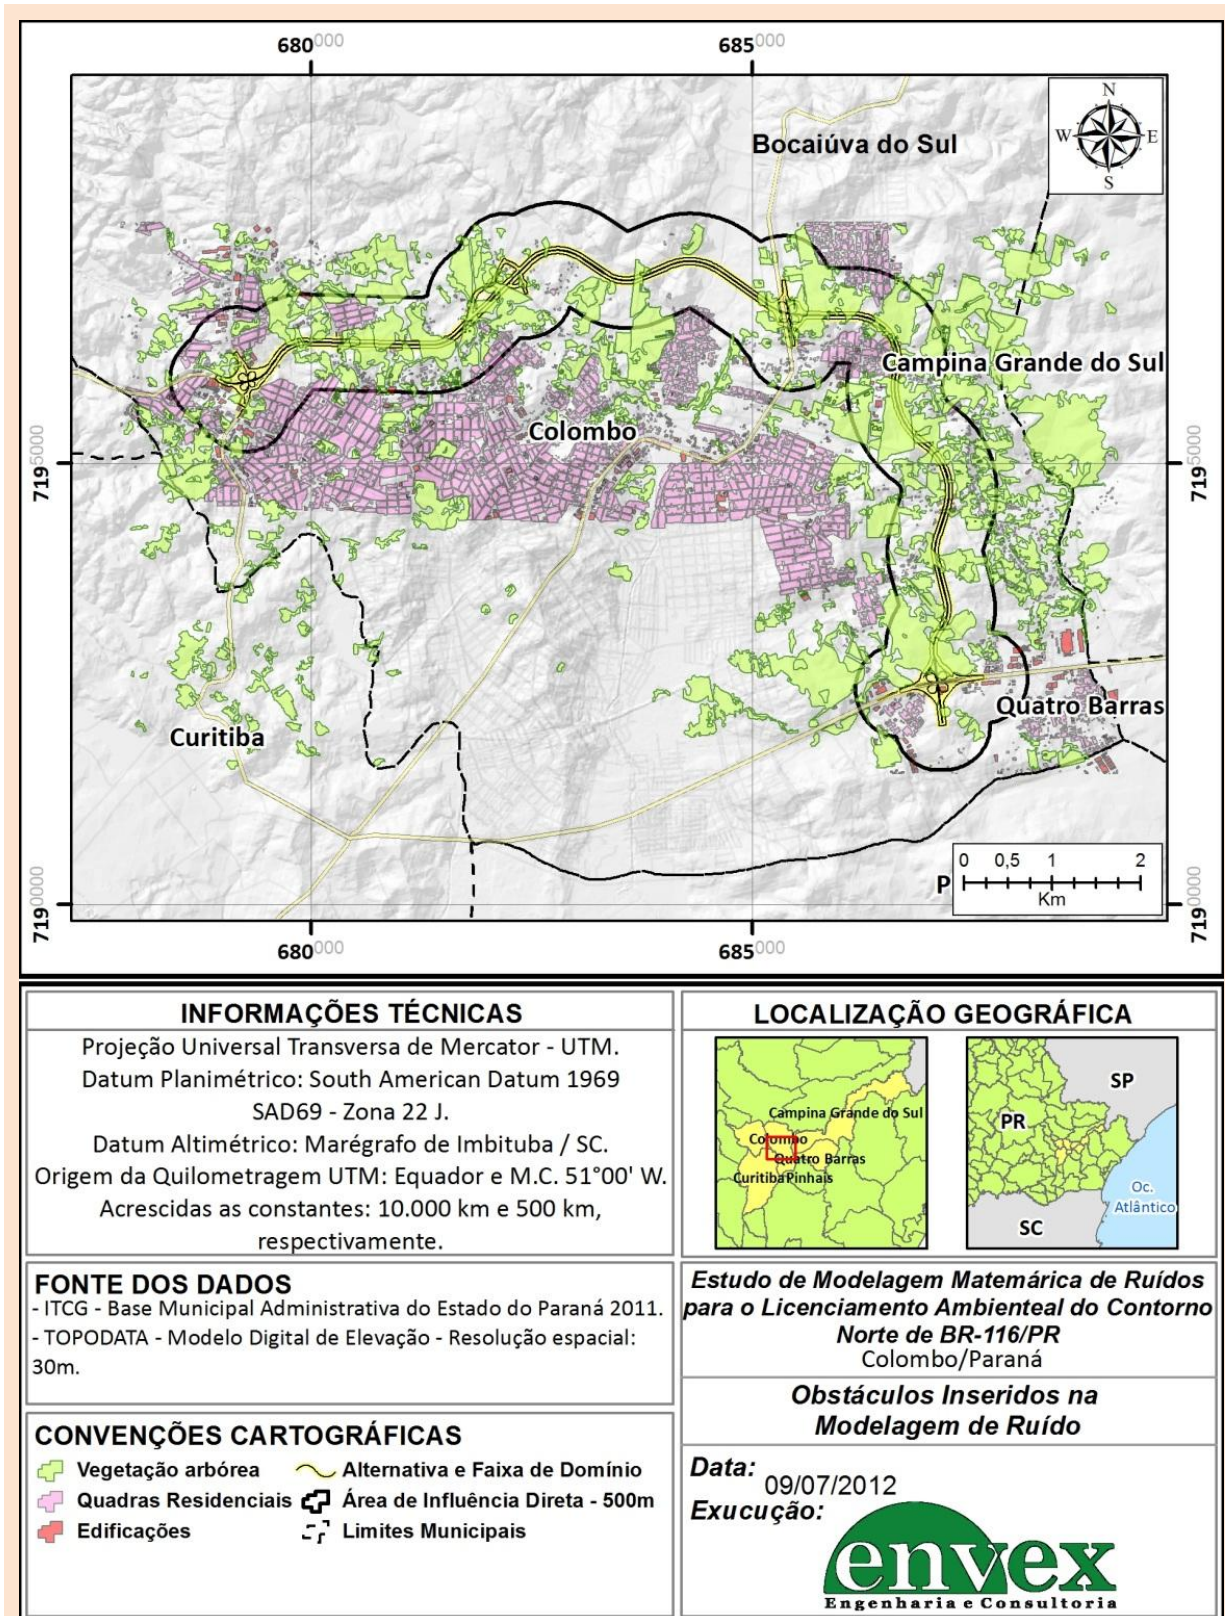 680000
685000
N
W
E
S
Bocaiúva do Sul
Campina Grande do Sul
Colombo
7195000
7195000
Quatro Barras
Curitiba
0 0,5 1 2
Km
P
7190000
7190000
680000
685000
INFORMAÇÕES TÉCNICAS
Projeção Universal Transversa de Mercator - UTM.
Datum Planimétrico: South American Datum 1969
SAD69 - Zona 22 J.
Datum Altimétrico: Marégrafo de Imbituba / SC.
Origem da Quilometragem UTM: Equador e M.C. 51°00' W.
Acrescidas as constantes: 10.000 km e 500 km,
respectivamente.
LOCALIZAÇÃO GEOGRÁFICA
Campina Grande do Sul
Colombo
Quatro Barras
Curitiba
Pinhais
SP
PR
Oc.
Atlântico
SC
FONTE DOS DADOS
- ITCG - Base Municipal Administrativa do Estado do Paraná 2011.
- TOPODATA - Modelo Digital de Elevação - Resolução espacial:
30m.
Estudo de Modelagem Matemárica de Ruídos
para o Licenciamento Ambienteal do Contorno
Norte de BR-116/PR
Colombo/Paraná
Obstáculos Inseridos na
Modelagem de Ruído
CONVENÇÕES CARTOGRÁFICAS
Vegetação arbórea
Alternativa e Faixa de Domínio
Quadras Residenciais
Área de Influência Direta - 500m
Edificações
Limites Municipais
Data:
09/07/2012
Exucução:
envex
Engenharia e Consultoria